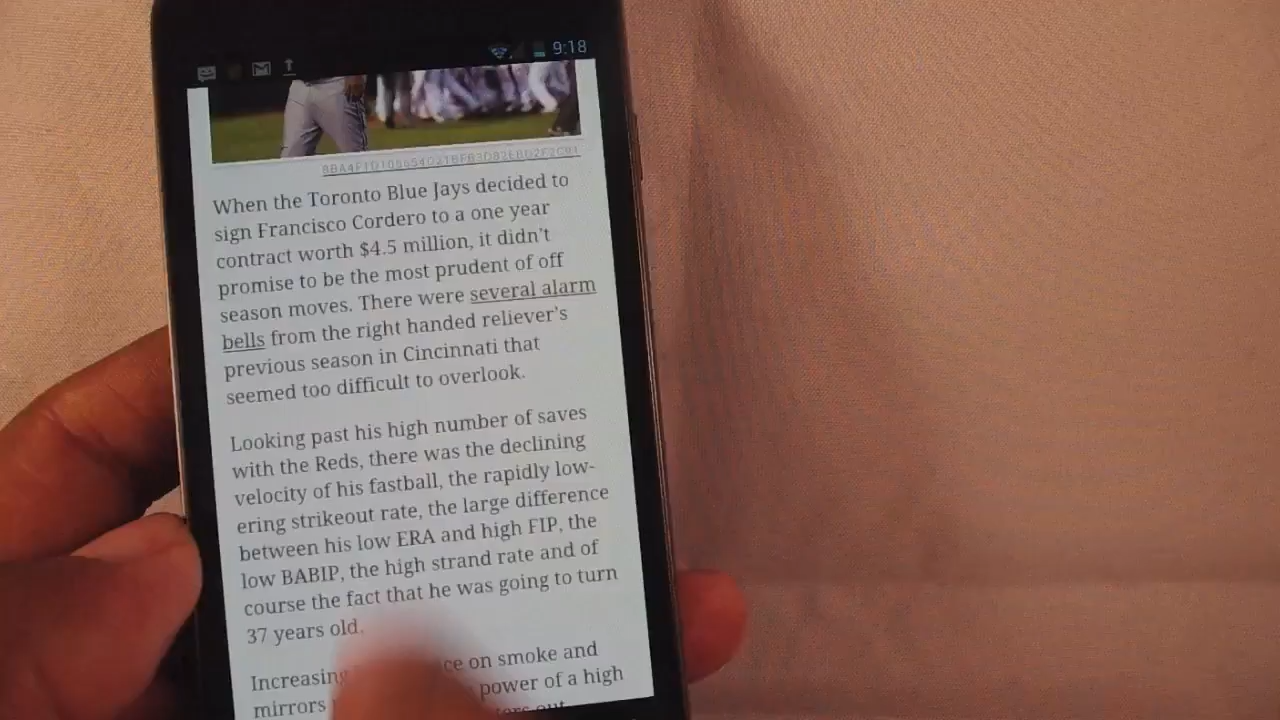 9:18
When the Toronto Blue Jays decided to
sign Francisco Cordero to a one year
contract worth $4.5 million, it didn't
promise to be the most prudent of off
season moves. There were several alarm
bells from the right handed reliever's
previous season in Cincinnati that
seemed too difficult to overlook.
Looking past his high number of saves
with the Reds, there was the declining
velocity of his fastball, the rapidly low-
ering strikeout rate, the large difference
between his low ERA and high FIP, the
low BABIP, the high strand rate and of
course the fact that he was going to turn
37 years old.
Increasing on smoke and
mirrors power of a high